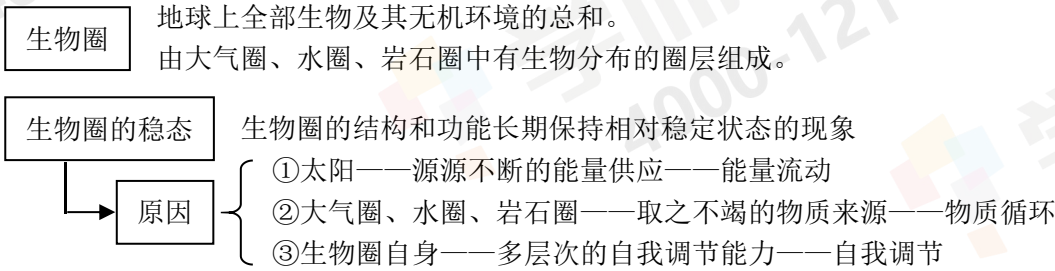 生物圈
地球上全部生物及其无机环境的总和。
由大气圈、水圈、岩石圈中有生物分布的圈层组成。
生物圈的稳态
生物圈的结构和功能长期保持相对稳定状态的现象
原因
①太阳——源源不断的能量供应——能量流动
②大气圈、水圈、岩石圈——取之不竭的物质来源——物质循环
③生物圈自身——多层次的自我调节能力——自我调节